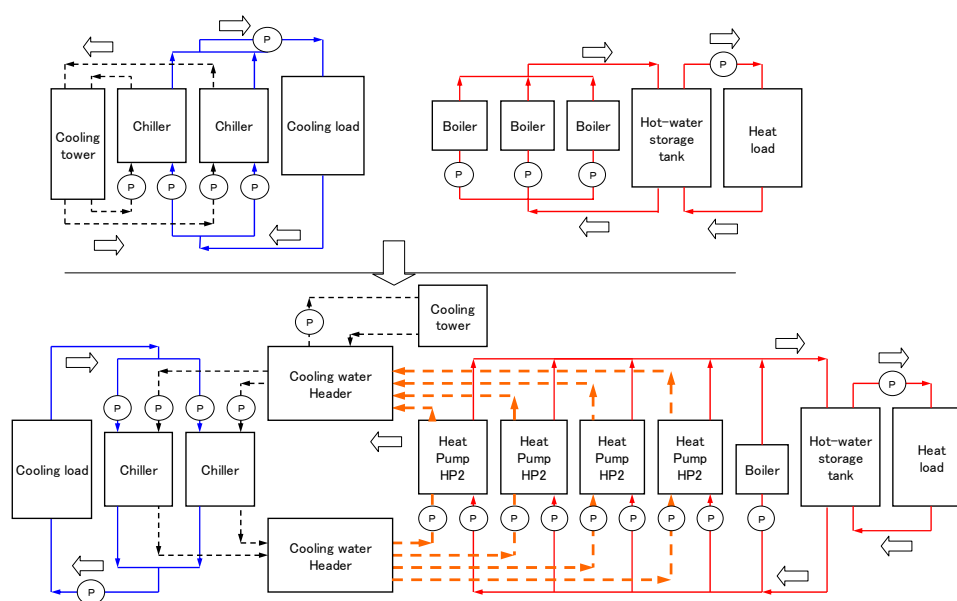 P
Cooling
tower
Chiller
Chiller
Cooling load
P
P
P
P
P
Boiler
Boiler
Boiler
Hot-water
storage
tank
Heat
load
P
P
P
P
Cooling
tower
Cooling water
Header
P
P
P
P
P
Cooling load
Chiller
Chiller
Heat
Pump
HP2
Heat
Pump
HP2
Heat
Pump
HP2
Heat
Pump
HP2
Boiler
Hot-water
storage
tank
Heat
load
Cooling water
Header
P
P
P
P
P
P
P
P
P
P